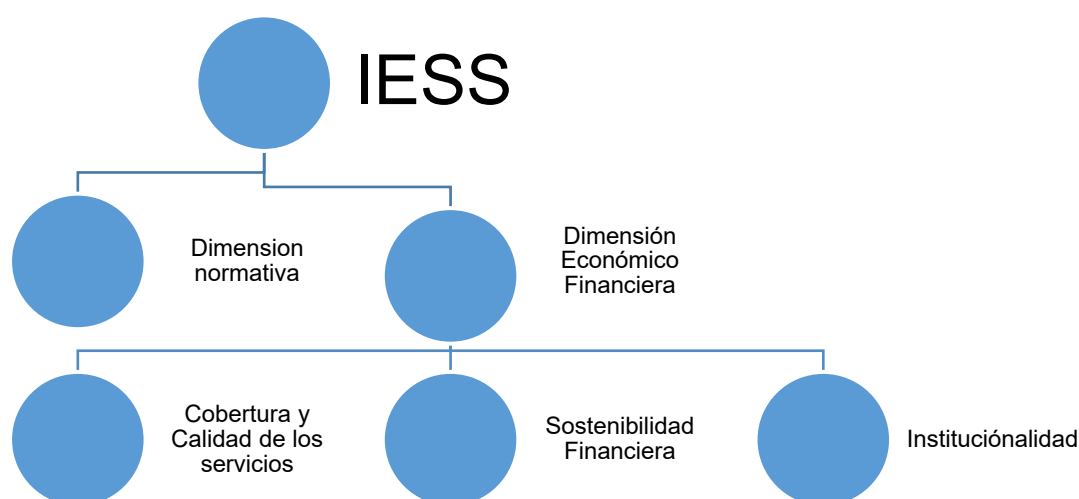 IESS
Dimension
normativa
Dimensión
Económico
Financiera
Cobertura y
Calidad de los
servicios
Sostenibilidad
Financiera
Instituciónalidad